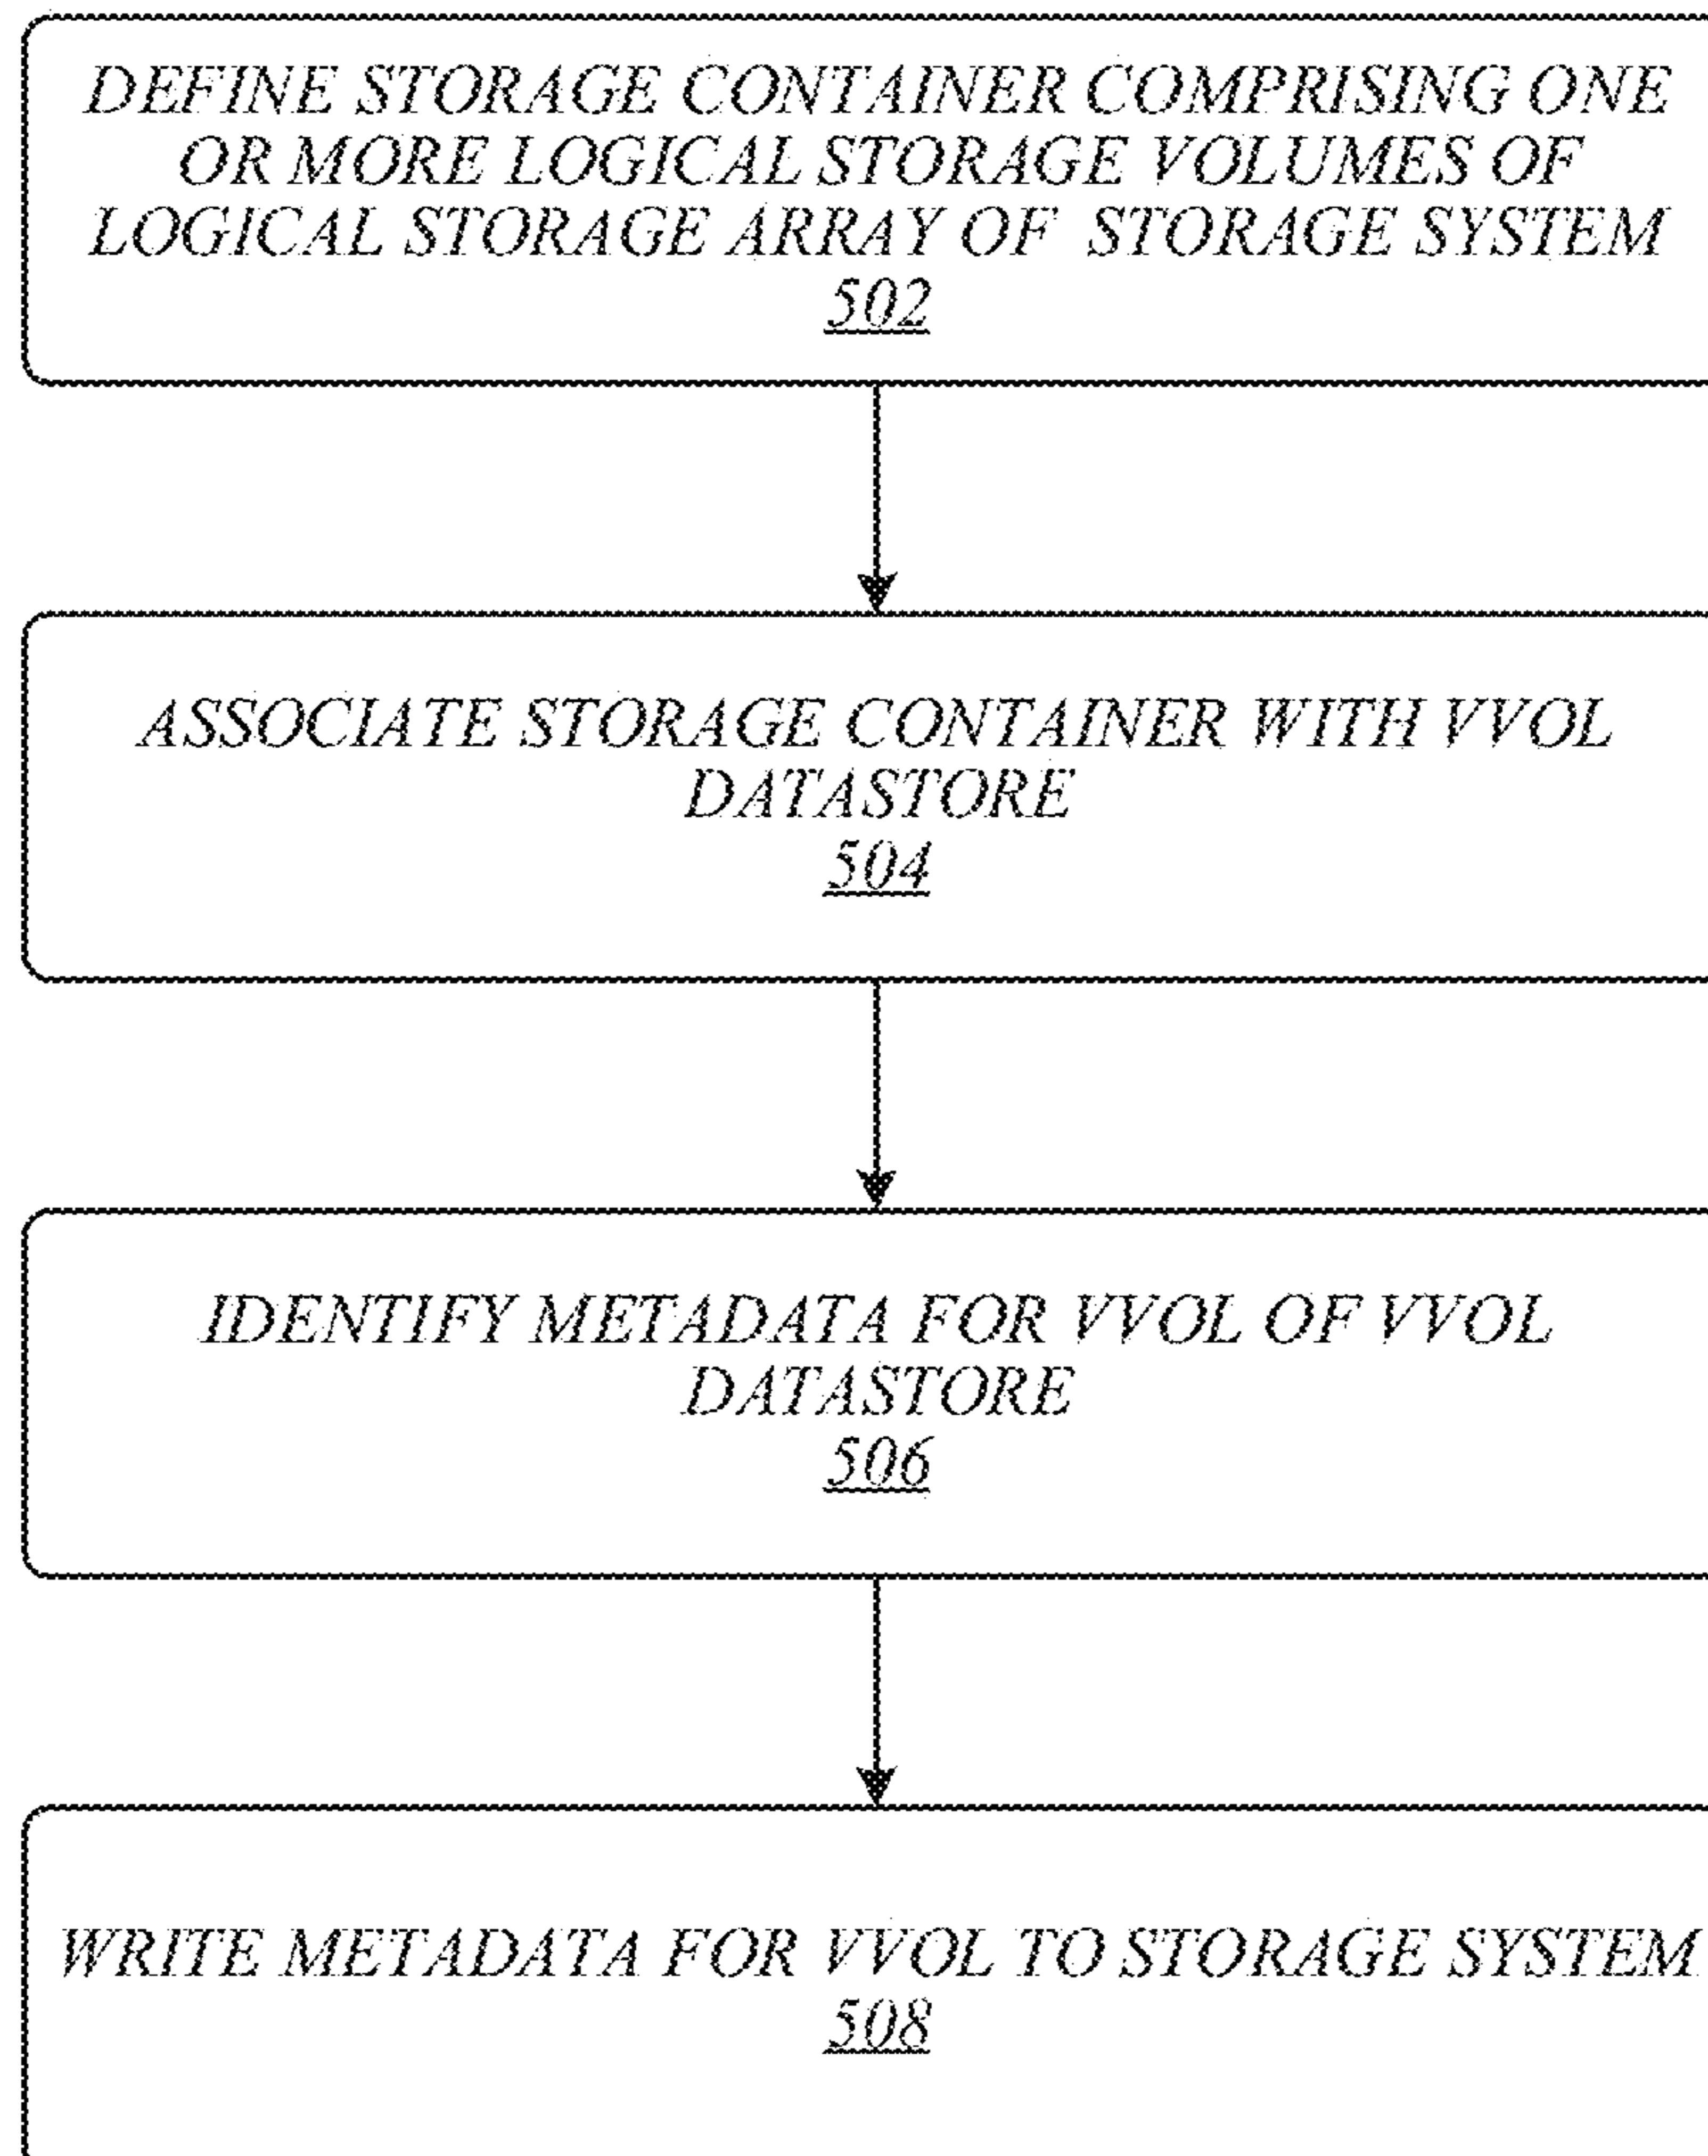 DEFINE STORAGE CONTAINER COMPRISING ONE
OR MORE LOGICAL STORAGE VOLUMES OF
LOGICAL STORAGE ARRAY OF STORAGE SYSTEM
502
ASSOCIATE STORAGE CONTAINER WITH VVOL
DATASTORE
504
IDENTIFY METADATA FOR VVOL OF VVOL
DATASTORE
506
WRITE METADATA FOR VVOL TO STORAGE SYSTEM
508